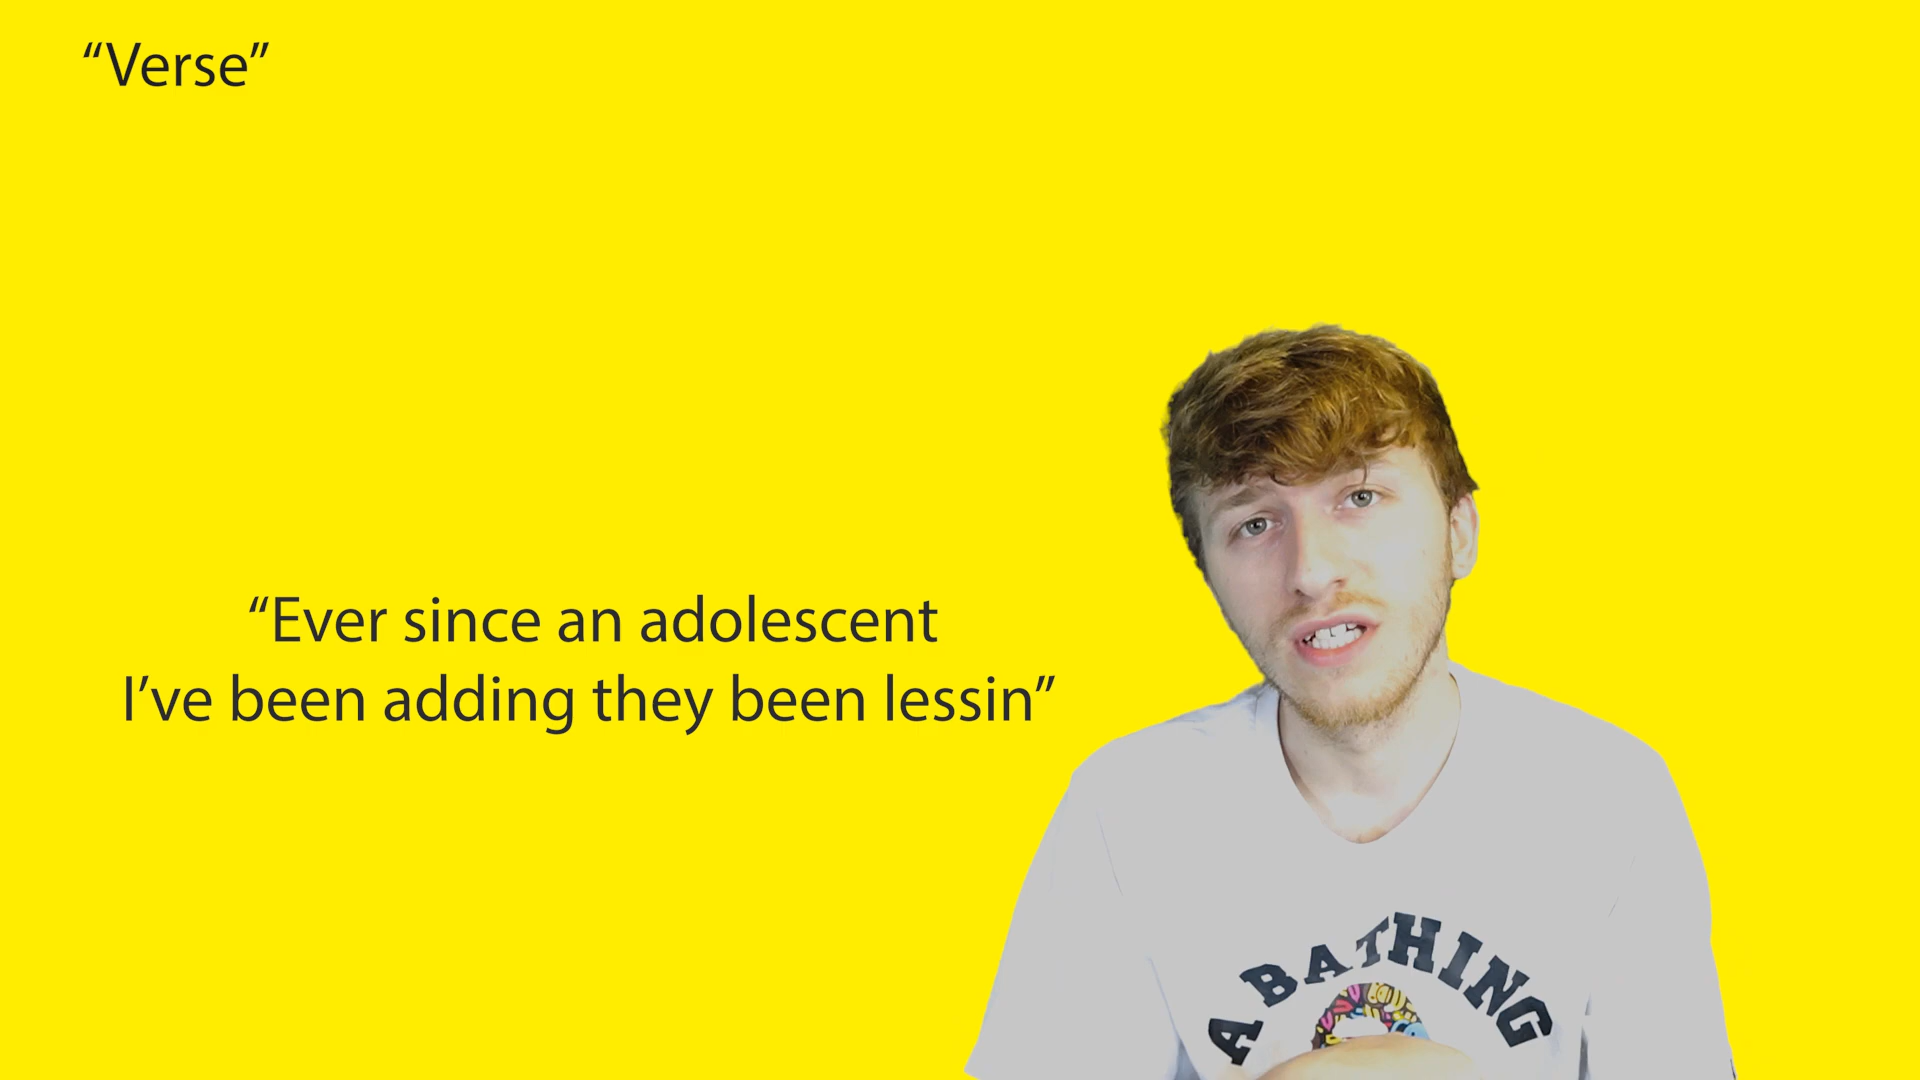 “Verse”
“Ever since an adolescent
I’ve been adding they been lessin”
A BATHING